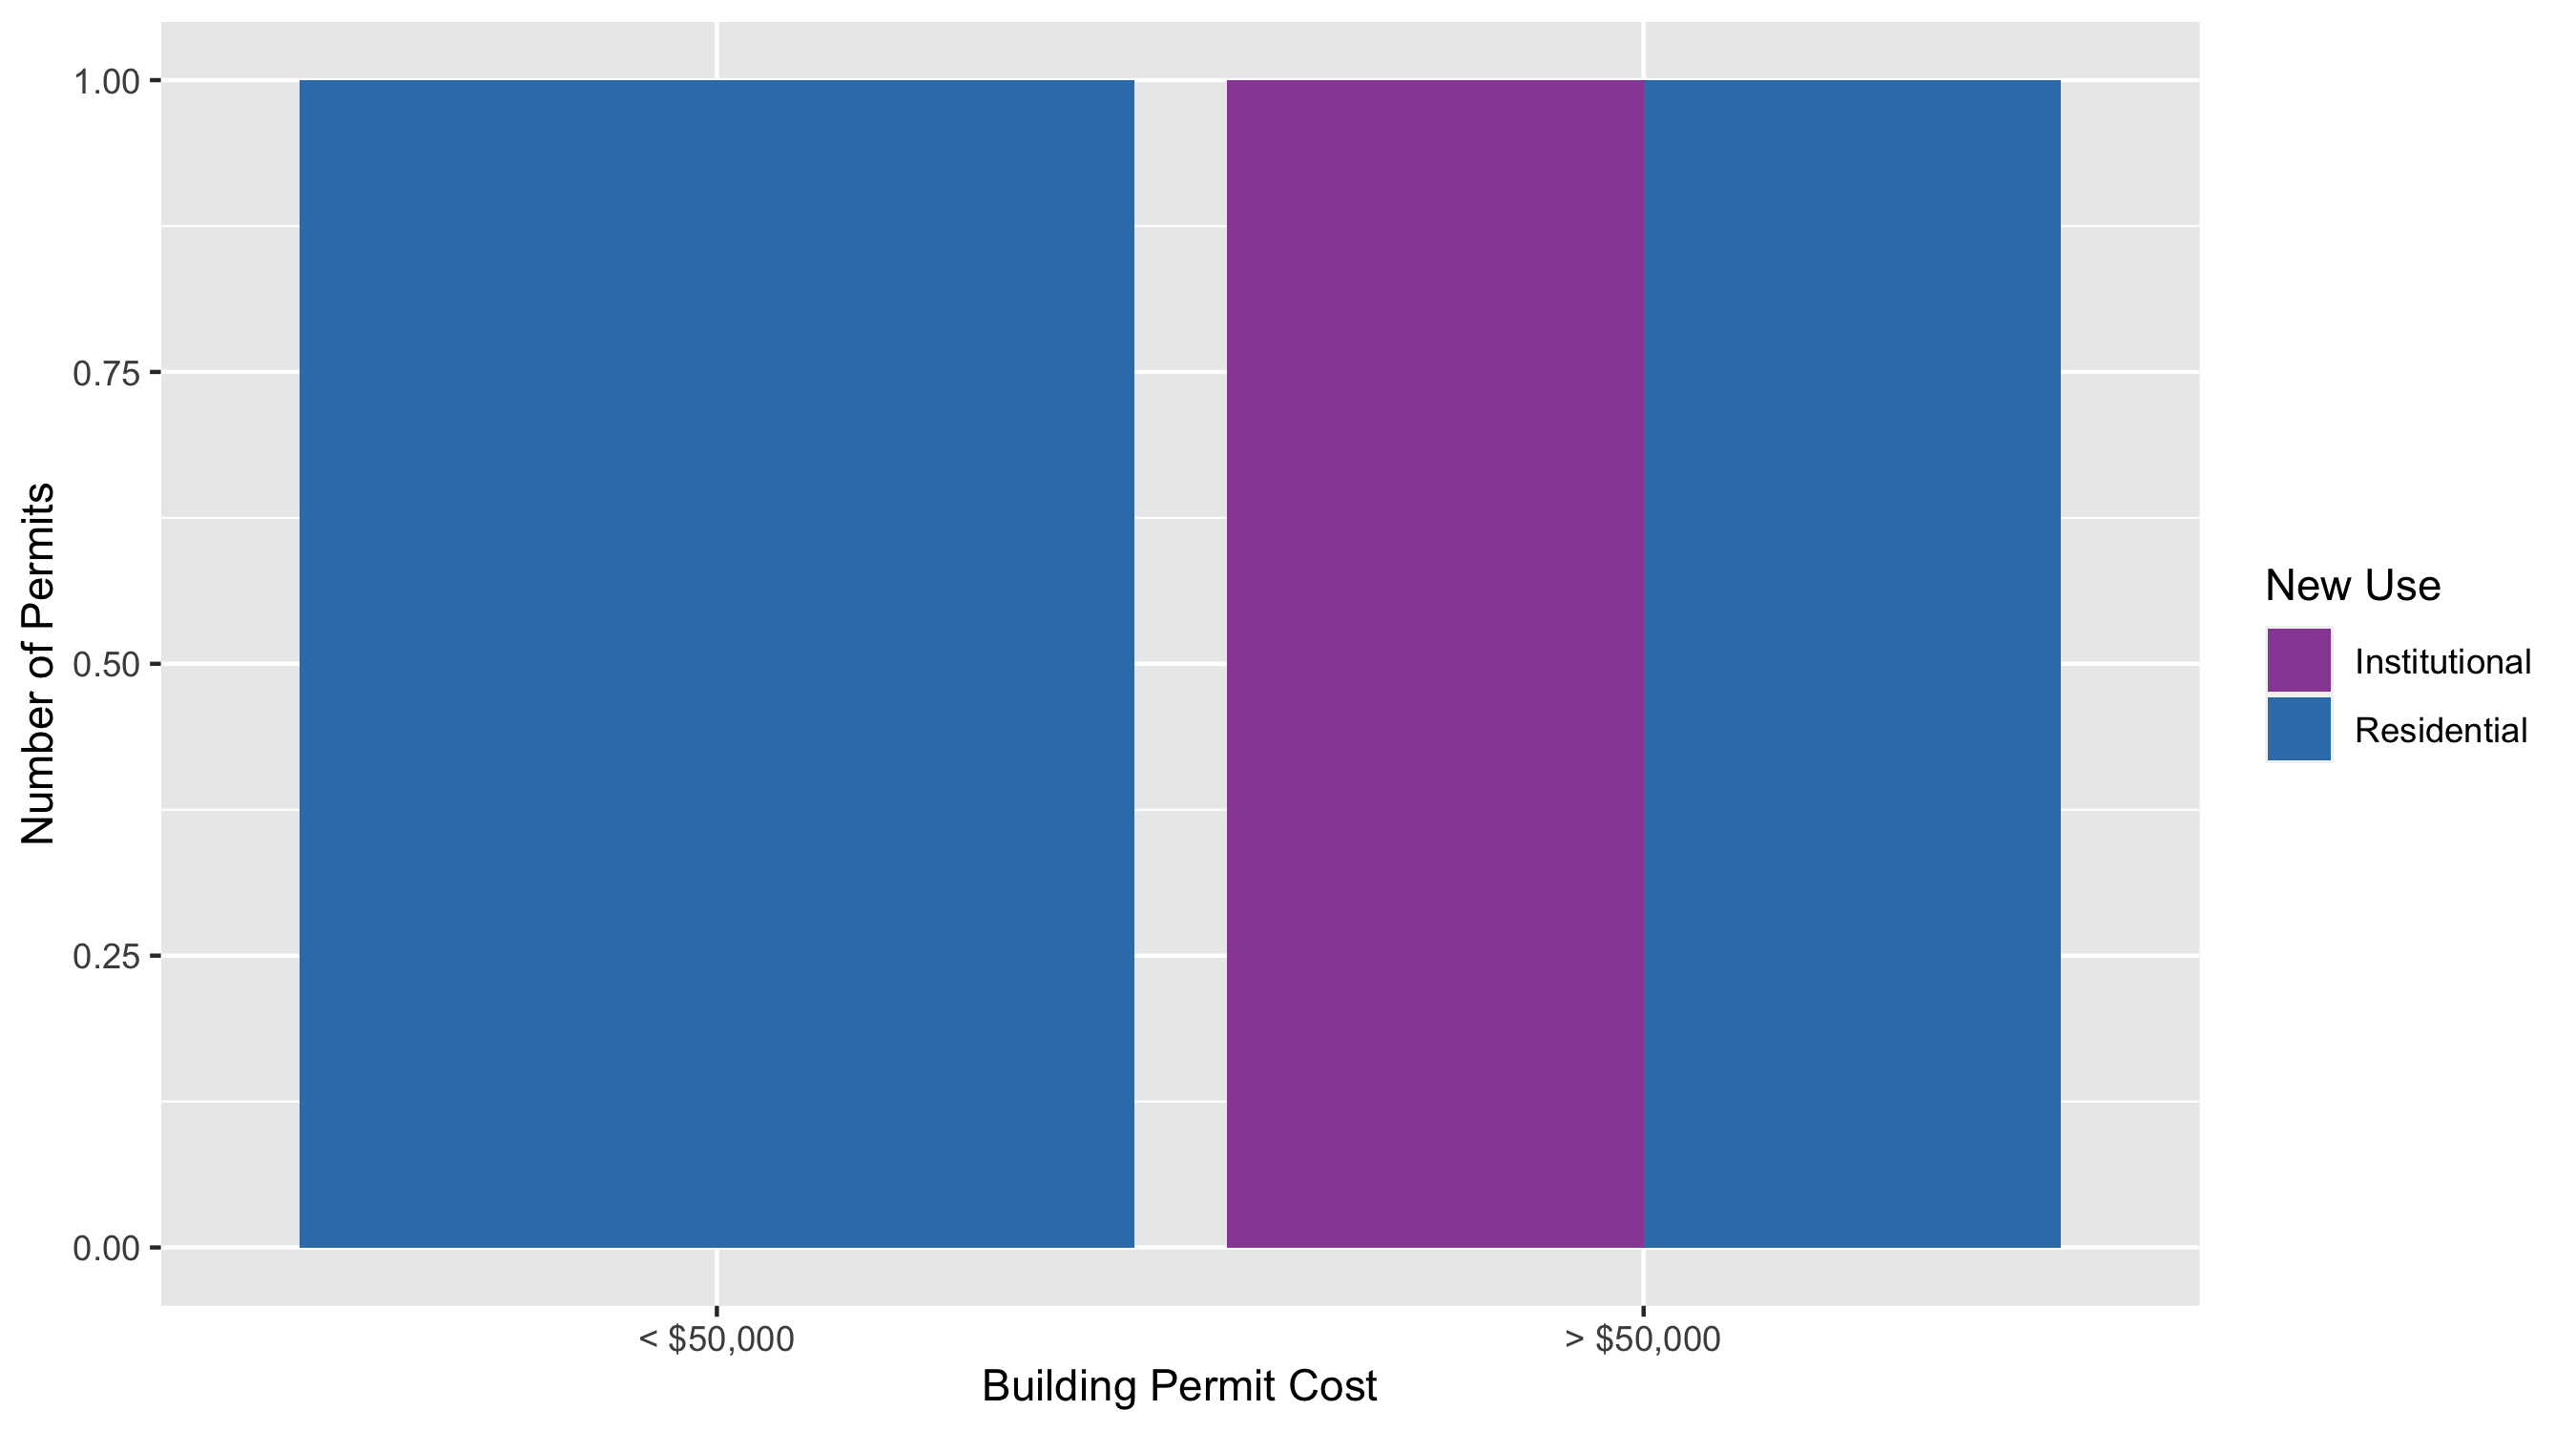 1.00
0.75
0.50
0.25
0.00
Number of Permits
< $50,000
> $50,000
Building Permit Cost
New Use
Institutional
Residential